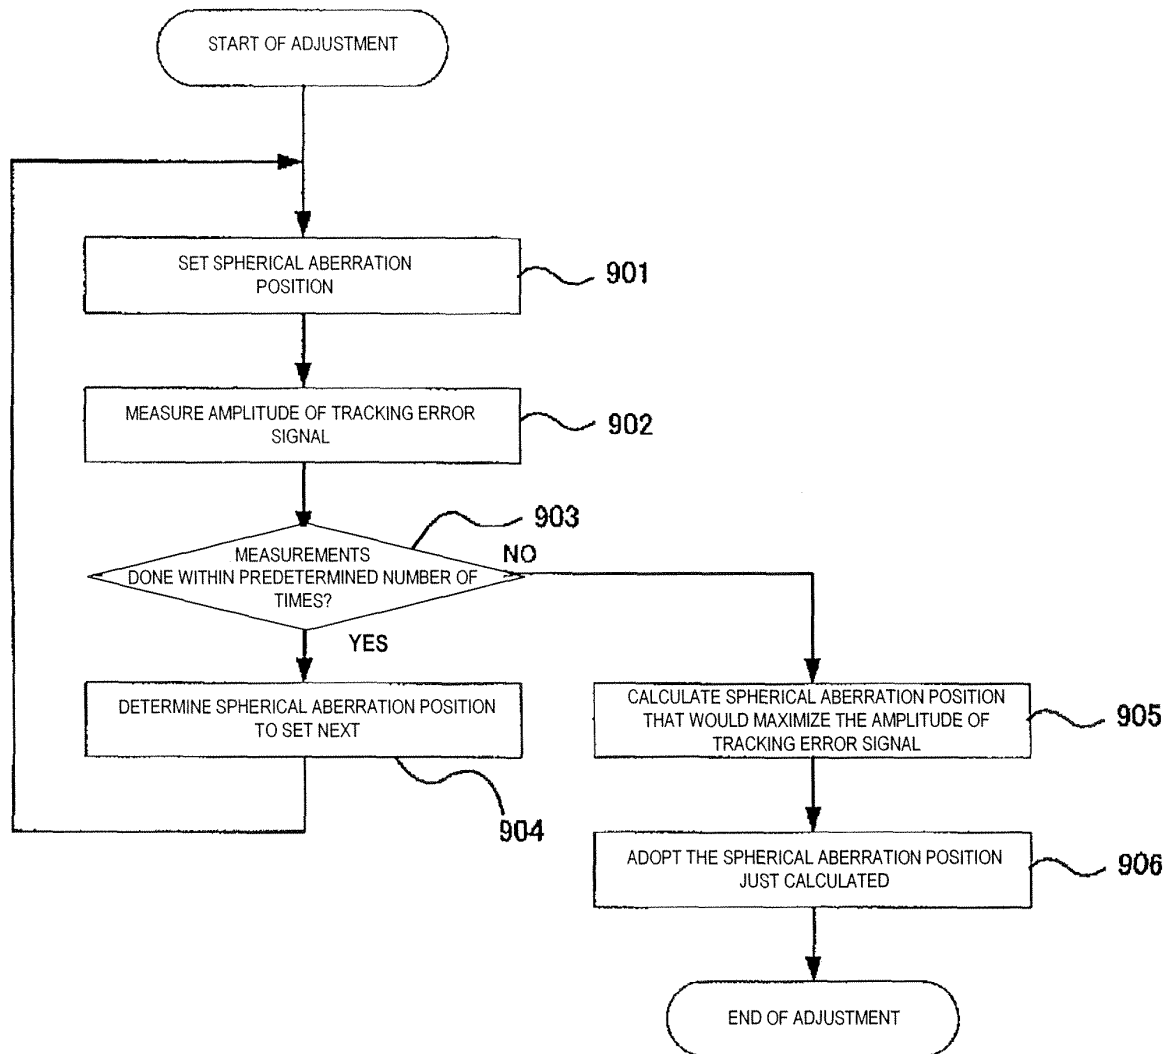 START OF ADJUSTMENT
SET SPHERICAL ABERRATION
POSITION
901
MEASURE AMPLITUDE OF TRACKING ERROR
SIGNAL
902
903
MEASUREMENTS
DONE WITHIN PREDETERMINED NUMBER OF
TIMES?
NO
YES
DETERMINE SPHERICAL ABERRATION POSITION
TO SET NEXT
904
CALCULATE SPHERICAL ABERRATION POSITION
THAT WOULD MAXIMIZE THE AMPLITUDE OF
TRACKING ERROR SIGNAL
905
ADOPT THE SPHERICAL ABERRATION POSITION
JUST CALCULATED
906
END OF ADJUSTMENT